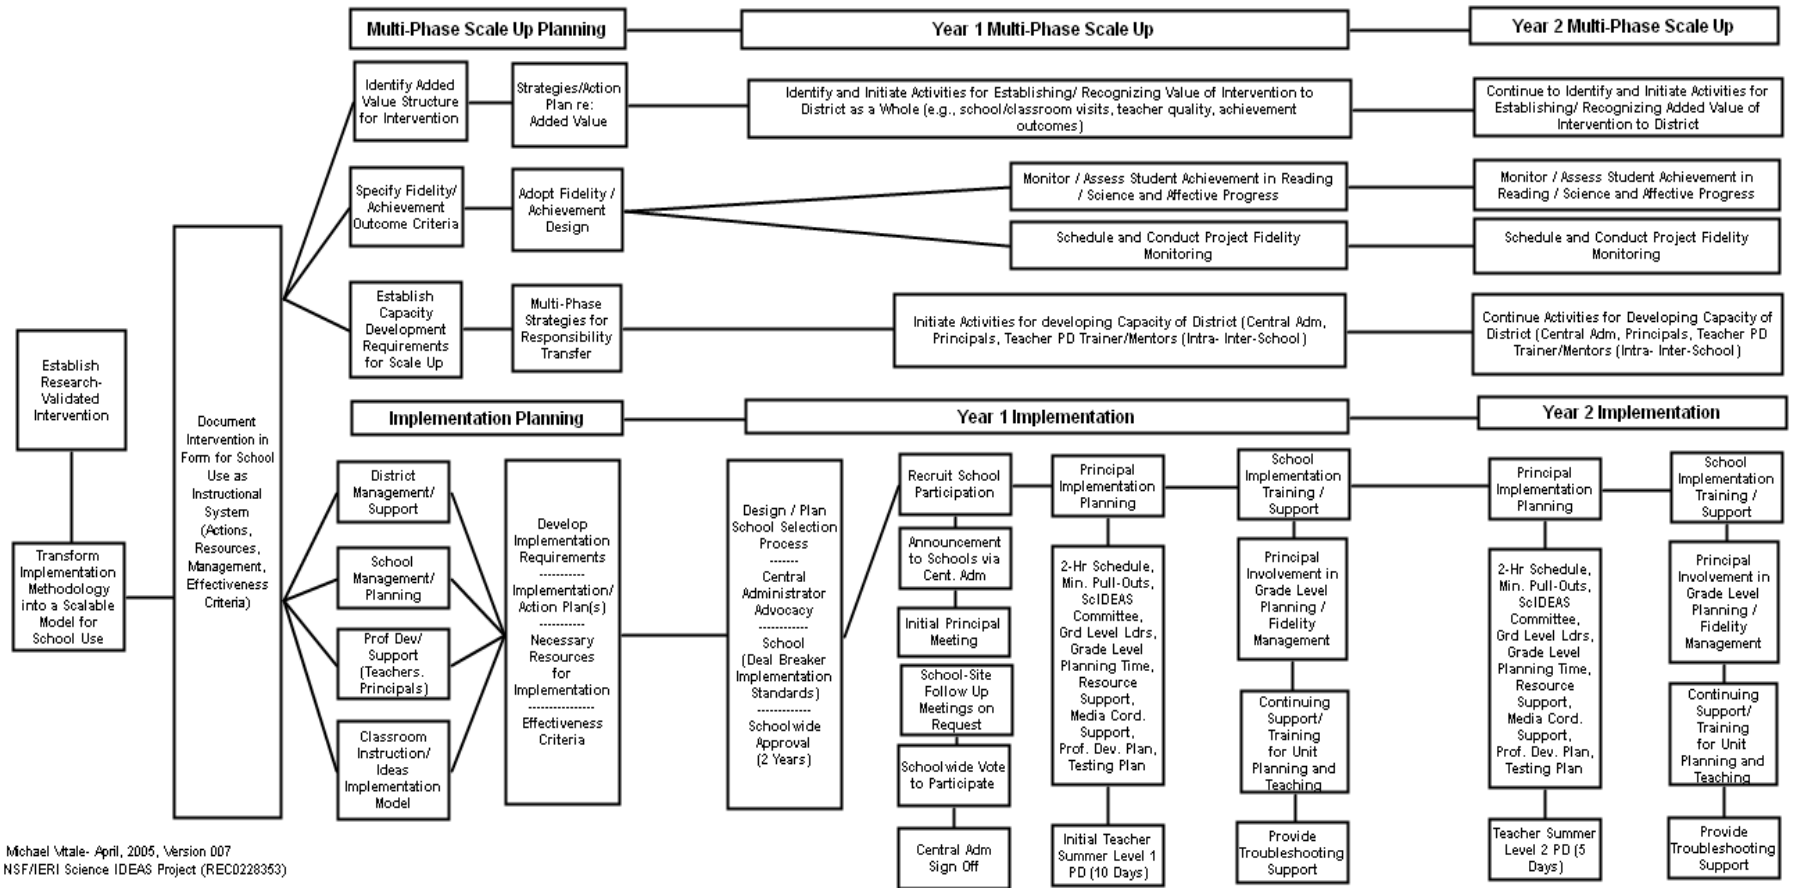 Multi-Phase Scale Up Planning
Year 1 Multi-Phase Scale Up
Year 2 Multi-Phase Scale Up
Identify Added
Value Structure
for Intervention
Strategies/Action
Plan re:
Added Value
Identify and Initiate Activities for Establishing/ Recognizing Value of Intervention to
District as a Whole (e.g., school/classroom visits, teacher quality, achievement
outcomes)
Continue to Identify and Initiate Activities for
Establishing/ Recognizing Added Value of
Intervention to District
Specify Fidelity/
Achievement
Outcome Criteria
Adopt Fidelity /
Achievement
Design
Monitor / Assess Student Achievement in Reading
/ Science and Affective Progress
Monitor / Assess Student Achievement in
Reading / Science and Affective Progress
Schedule and Conduct Project Fidelity
Monitoring
Schedule and Conduct Project Fidelity
Monitoring
Establish
Capacity
Development
Requirements
for Scale Up
Multi-Phase
Strategies for
Responsibility
Transfer
Initiate Activities for developing Capacity of District (Central Adm,
Principals, Teacher PD Trainer/Mentors (Intra- Inter-School)
Continue Activities for Developing Capacity of
District (Central Adm, Principals, Teacher PD
Trainer/Mentors (Intra- Inter-School)
Establish
Research-
Validated
Intervention
Transform
Implementation
Methodology
into a Scalable
Model for
School Use
Document
Intervention in
Form for School
Use as
Instructional
System
(Actions,
Resources,
Management,
Effectiveness
Criteria)
Implementation Planning
Year 1 Implementation
Year 2 Implementation
District
Management/
Support
School
Management/
Planning
Prof Dev/
Support
(Teachers.
Principals)
Classroom
Instruction/
Ideas
Implementation
Model
Develop
Implementation
Requirements
-----------
Implementation/
Action Plan(s)
-----------
Necessary
Resources
for
Implementation
----------------
Effectiveness
Criteria
Design / Plan
School Selection
Process
-------
Central
Administrator
Advocacy
------------
School
(Deal Breaker
Implementation
Standards)
-------------
Schoolwide
Approval
(2 Years)
Recruit School
Participation
Announcement
to Schools via
Cent. Adm
Initial Principal
Meeting
School-Site
Follow Up
Meetings on
Request
Schoolwide Vote
to Participate
Central Adm
Sign Off
Principal
Implementation
Planning
2-Hr Schedule,
Min. Pull-Outs,
ScIDEAS
Committee,
Grd Level Ldrs,
Grade Level
Planning Time,
Resource
Support,
Media Cord.
Support,
Prof. Dev. Plan,
Testing Plan
Initial Teacher
Summer Level 1
PD (10 Days)
School
Implementation
Training /
Support
Principal
Involvement in
Grade Level
Planning /
Fidelity
Management
Continuing
Support/
Training
for Unit
Planning and
Teaching
Provide
Troubleshooting
Support
Principal
Implementation
Planning
2-Hr Schedule,
Min. Pull-Outs,
ScIDEAS
Committee,
Grd Level Ldrs,
Grade Level
Planning Time,
Resource
Support,
Media Cord.
Support,
Prof. Dev. Plan,
Testing Plan
Teacher Summer
Level 2 PD (5
Days)
School
Implementation
Training /
Support
Principal
Involvement in
Grade Level
Planning /
Fidelity
Management
Continuing
Support/
Training
for Unit
Planning and
Teaching
Provide
Troubleshooting
Support
Michael Vitale- April, 2005, Version 007
NSF/IERI Science IDEAS Project (REC0228353)